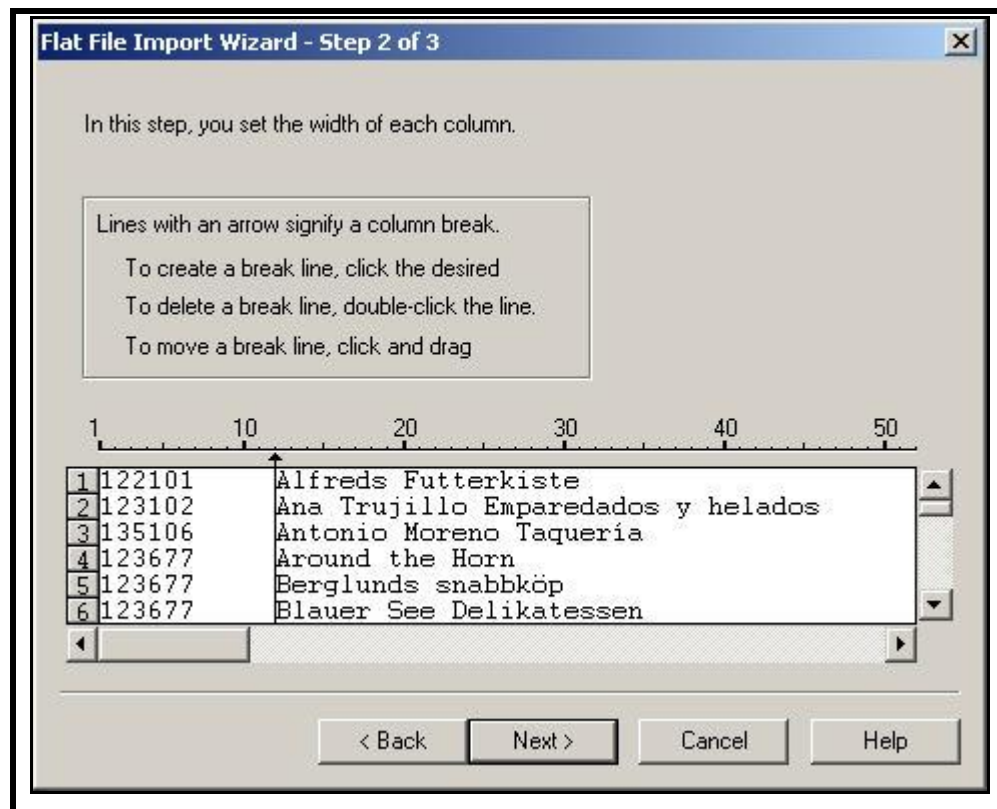 Flat File Import Wizard - Step 2 of 3
In this step, you set the width of each column.
Lines with an arrow signify a column break.
To create a break line, click the desired
To delete a break line, double-click the line.
To move a break line, click and drag
1 10 20 30 40 50
1 122101 Alfreds Futterkiste
2 123102 Ana Trujillo Emparedados y helados
3 135106 Antonio Moreno Taquería
4 123677 Around the Horn
5 123677 Berglunds snabbköp
6 123677 Blauer See Delikatessen
< Back Next > Cancel Help